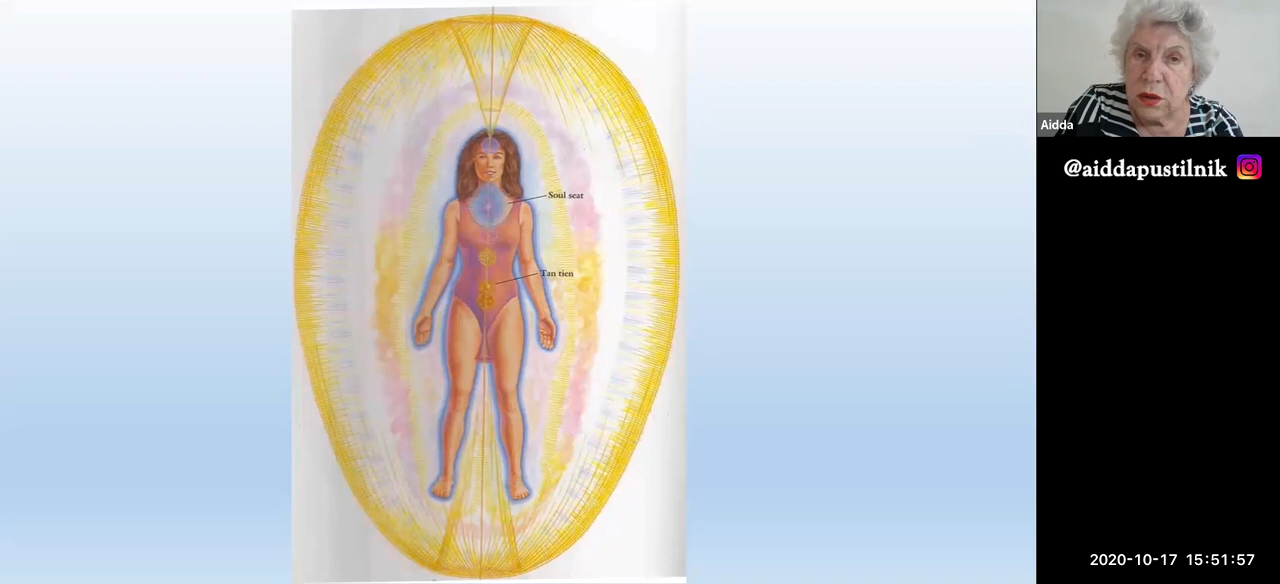 Soul seat
Tan tien
Aidda
@aiddapustilnik
2020-10-17 15:51:57